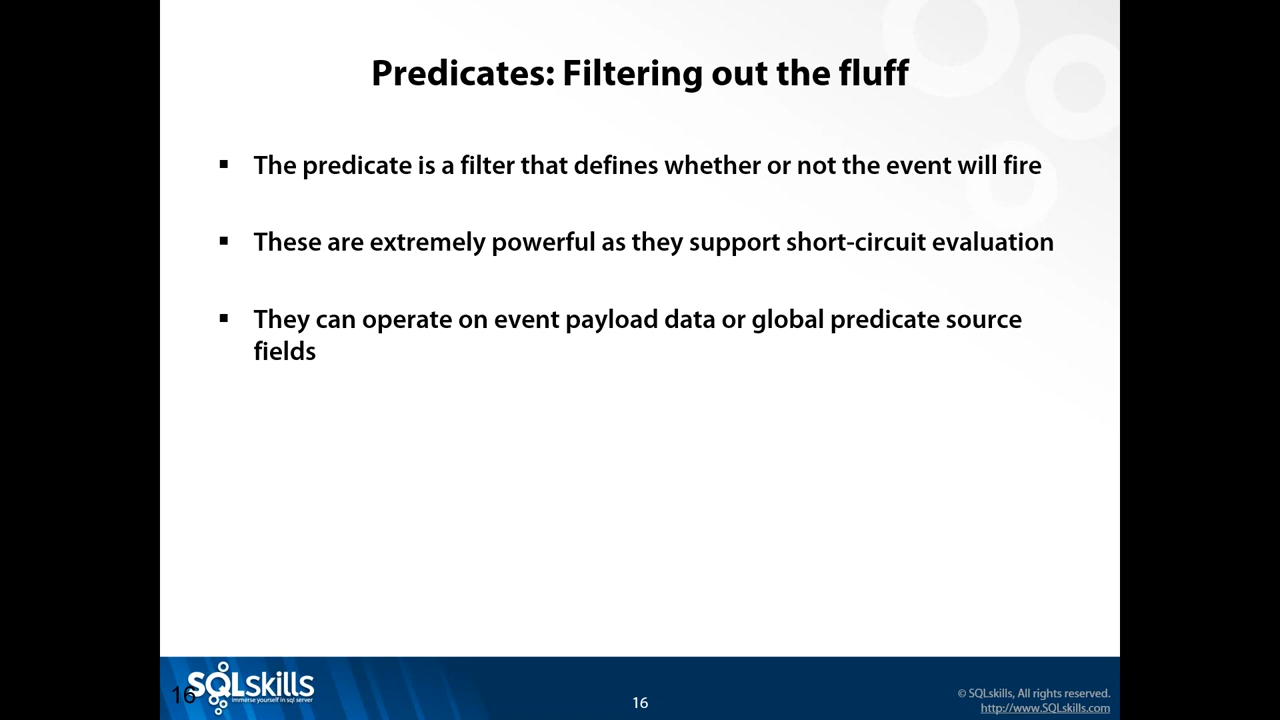 Predicates: Filtering out the fluff
▪ The predicate is a filter that defines whether or not the event will fire
▪ These are extremely powerful as they support short-circuit evaluation
▪ They can operate on event payload data or global predicate source
fields
16
SQLskills
immerse yourself in sql server
16
© SQLskills, All rights reserved.
http://www.SQLskills.com